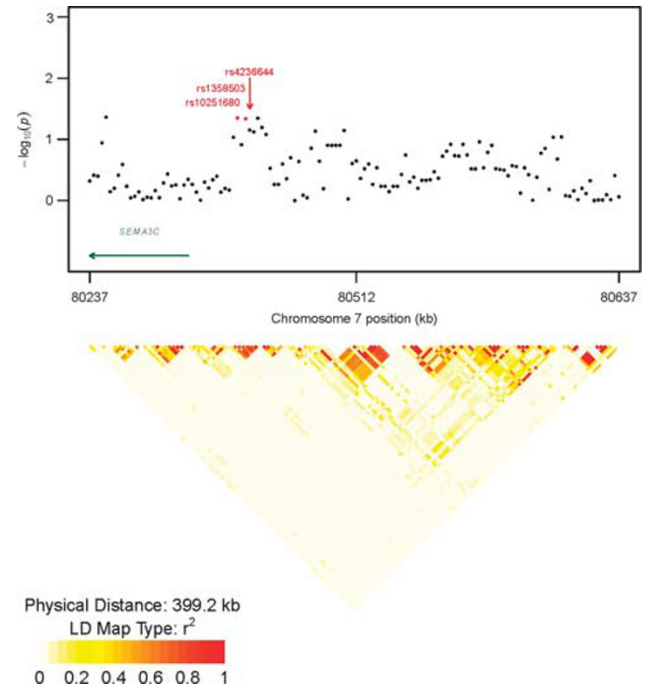 3
2
1
0
−log₁₀(p)
rs4236644
rs1358503
rs10251680
SEMA3C
80237 80512 80637
Chromosome 7 position (kb)
Physical Distance: 399.2 kb
LD Map Type: r²
0 0.2 0.4 0.6 0.8 1